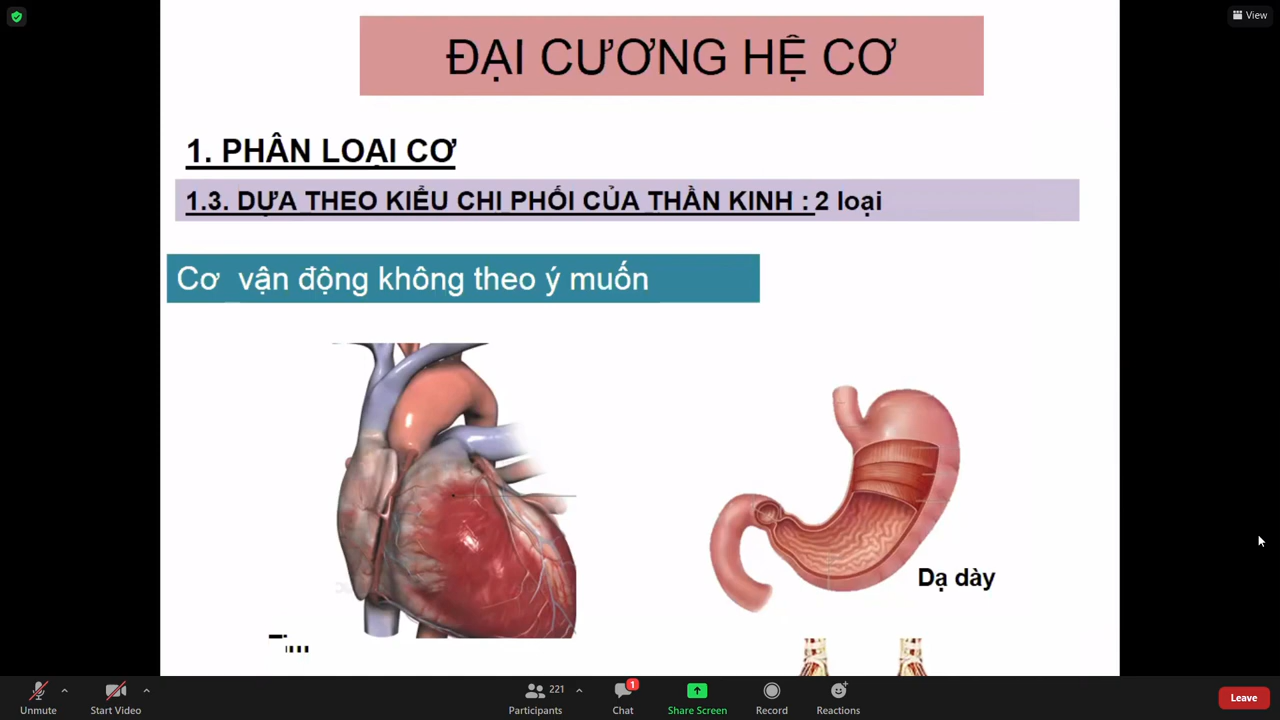 View
ĐẠI CƯƠNG HỆ CƠ
1. PHÂN LOẠI CƠ
1.3. DỰA THEO KIỂU CHI PHỐI CỦA THẦN KINH : 2 loại
Cơ vận động không theo ý muốn
Dạ dày
Tim
Unmute
Start Video
221
Participants
1
Chat
Share Screen
Record
Reactions
Leave